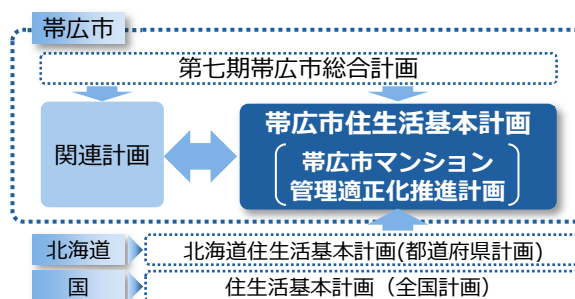 帯広市
第七期帯広市総合計画
関連計画
帯広市住生活基本計画
帯広市マンション
管理適正化推進計画
北海道
北海道住生活基本計画(都道府県計画)
国
住生活基本計画（全国計画）